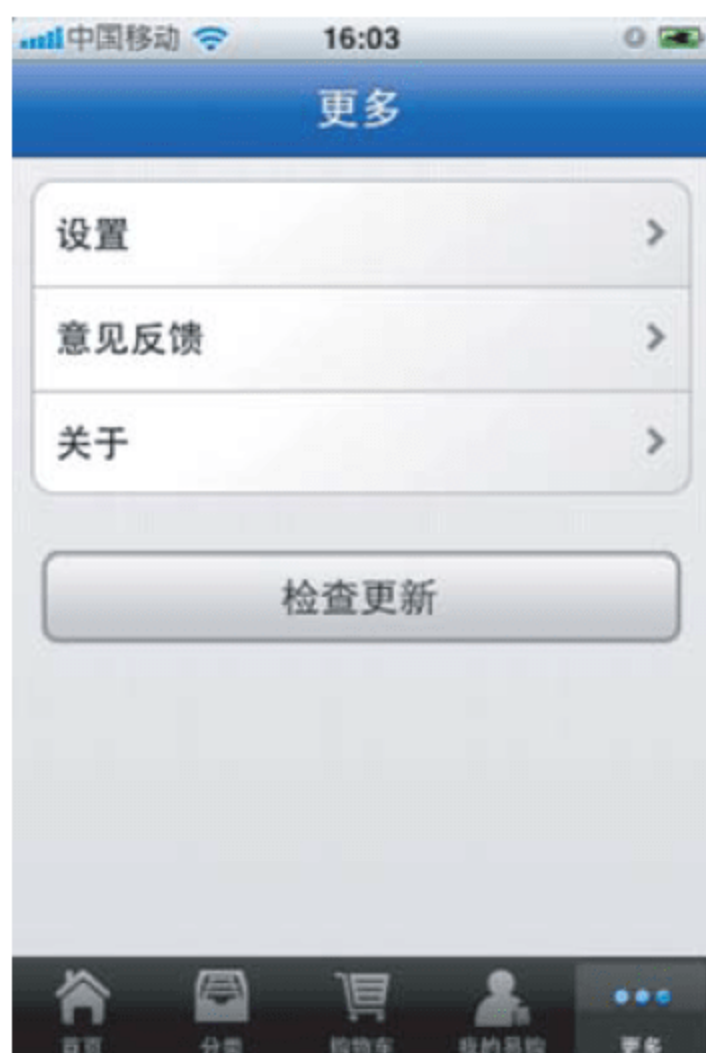 中国移动 16:03
更多
设置
意见反馈
关于
检查更新
首页 分类 购物车 我的易购 更多